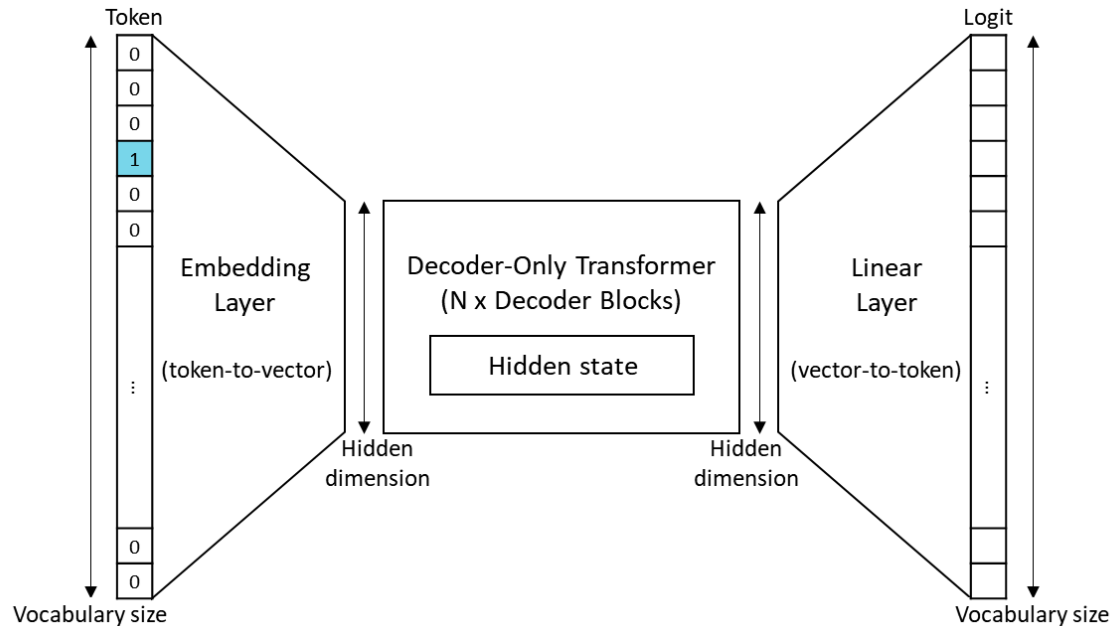 Token
Logit
0
0
0
1
0
0
...
0
0
Embedding
Layer
(token-to-vector)
Decoder-Only Transformer
(N x Decoder Blocks)
Hidden state
Linear
Layer
(vector-to-token)
...
Hidden
dimension
Hidden
dimension
Vocabulary size
Vocabulary size